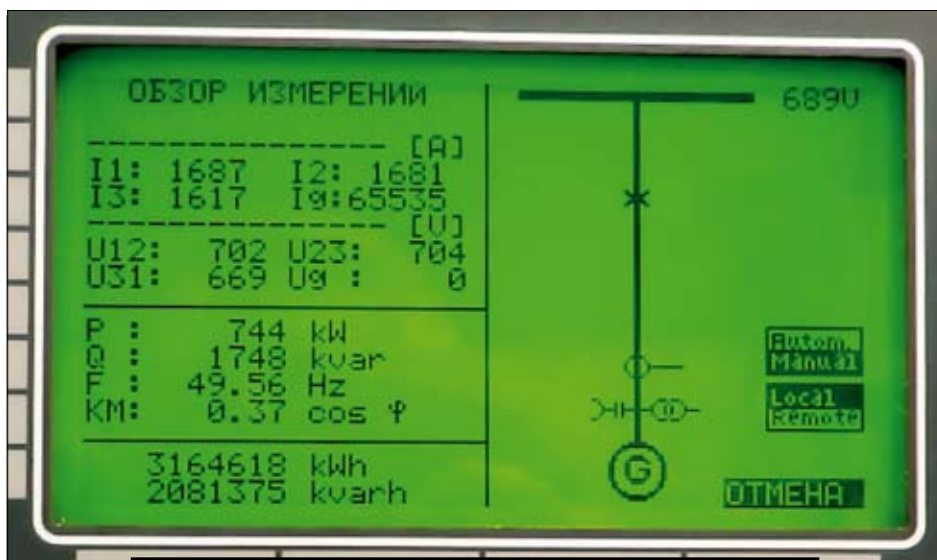 ОБЗОР ИЗМЕРЕНИЙ
--------------- [A]
I1: 1687 I2: 1681
I3: 1617 Ig:65535
--------------- [V]
U12: 702 U23: 704
U31: 669 Ug : 0
P : 744 kW
Q : 1748 kvar
F : 49.56 Hz
KM: 0.37 cos φ
3164618 kWh
2081375 kvarh
689V
Autom.
Manual
Local
Remote
G
ОТМЕНА